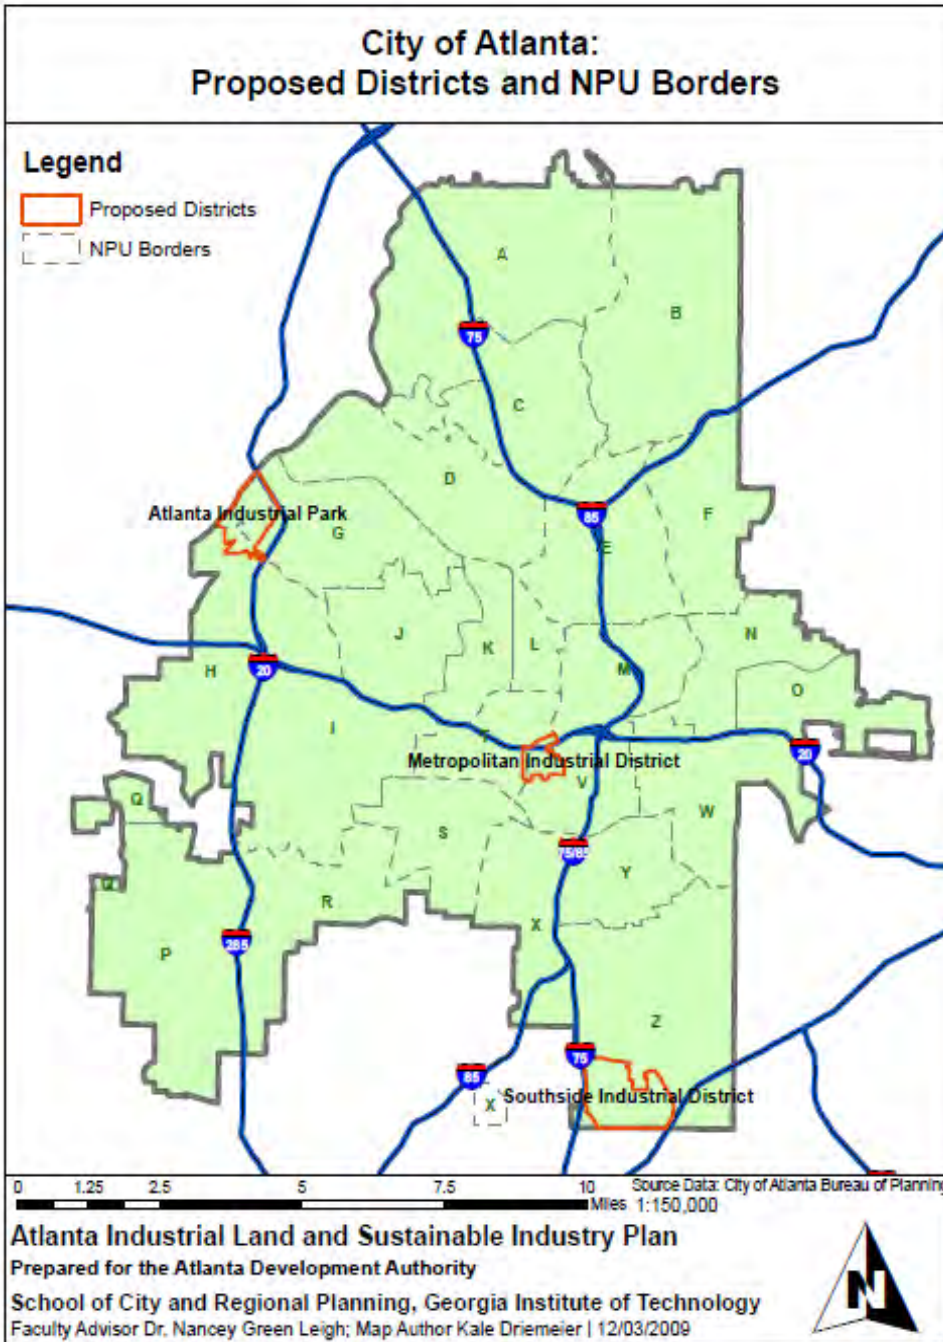 City of Atlanta:
Proposed Districts and NPU Borders
Legend
Proposed Districts
NPU Borders
A
B
75
C
D
Atlanta Industrial Park
G
85
F
E
J
K
L
N
H
20
M
O
I
T
Metropolitan Industrial District
20
V
Q
W
S
75/85
Y
Q
R
X
P
285
Z
75
85
X
Southside Industrial District
0 1.25 2.5 5 7.5 10
Miles 1:150,000
Source Data: City of Atlanta Bureau of Planning
Atlanta Industrial Land and Sustainable Industry Plan
Prepared for the Atlanta Development Authority
School of City and Regional Planning, Georgia Institute of Technology
Faculty Advisor Dr. Nancey Green Leigh; Map Author Kale Driemeier | 12/03/2009
N